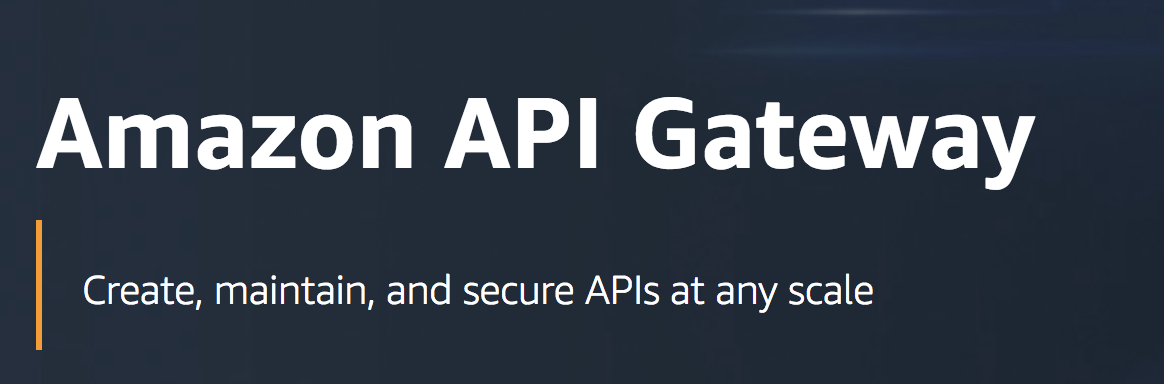 Amazon API Gateway
Create, maintain, and secure APIs at any scale